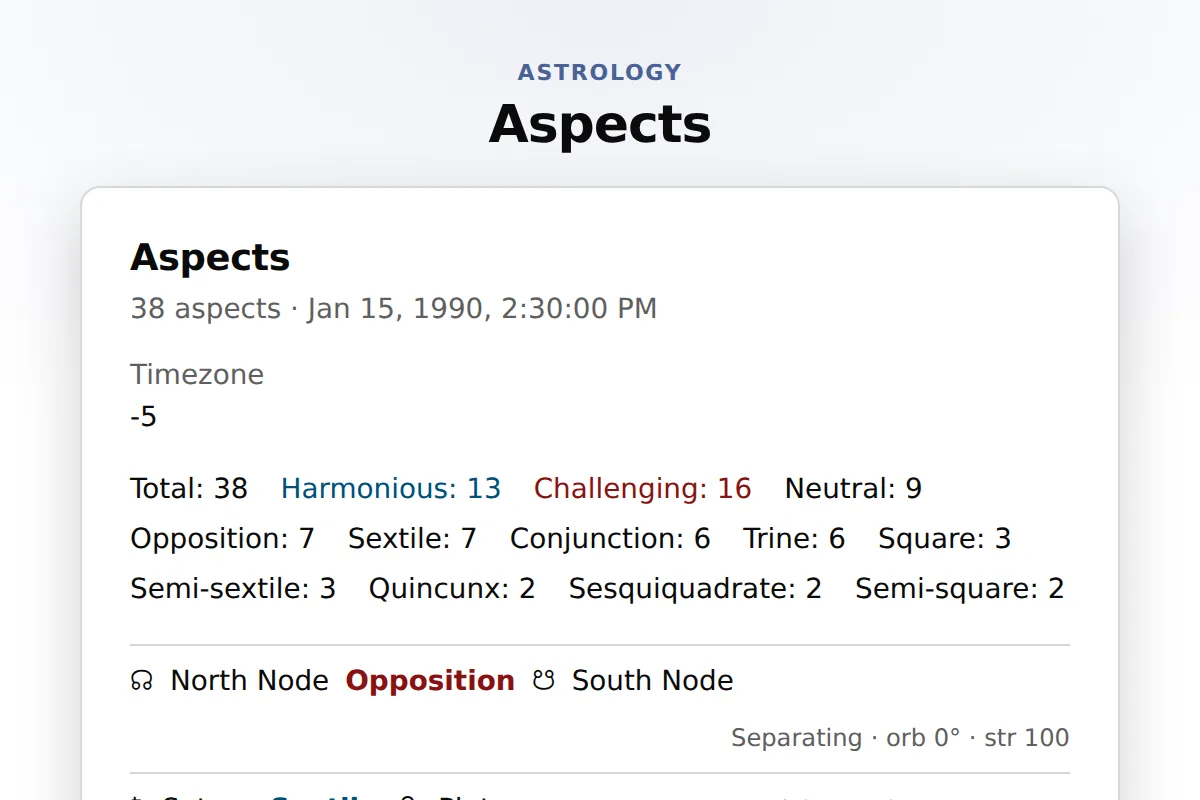 ASTROLOGY
Aspects
Aspects
38 aspects · Jan 15, 1990, 2:30:00 PM
Timezone
-5
Total: 38 Harmonious: 13 Challenging: 16 Neutral: 9
Opposition: 7 Sextile: 7 Conjunction: 6 Trine: 6 Square: 3
Semi-sextile: 3 Quincunx: 2 Sesquiquadrate: 2 Semi-square: 2
☊ North Node Opposition ☋ South Node
Separating · orb 0° · str 100